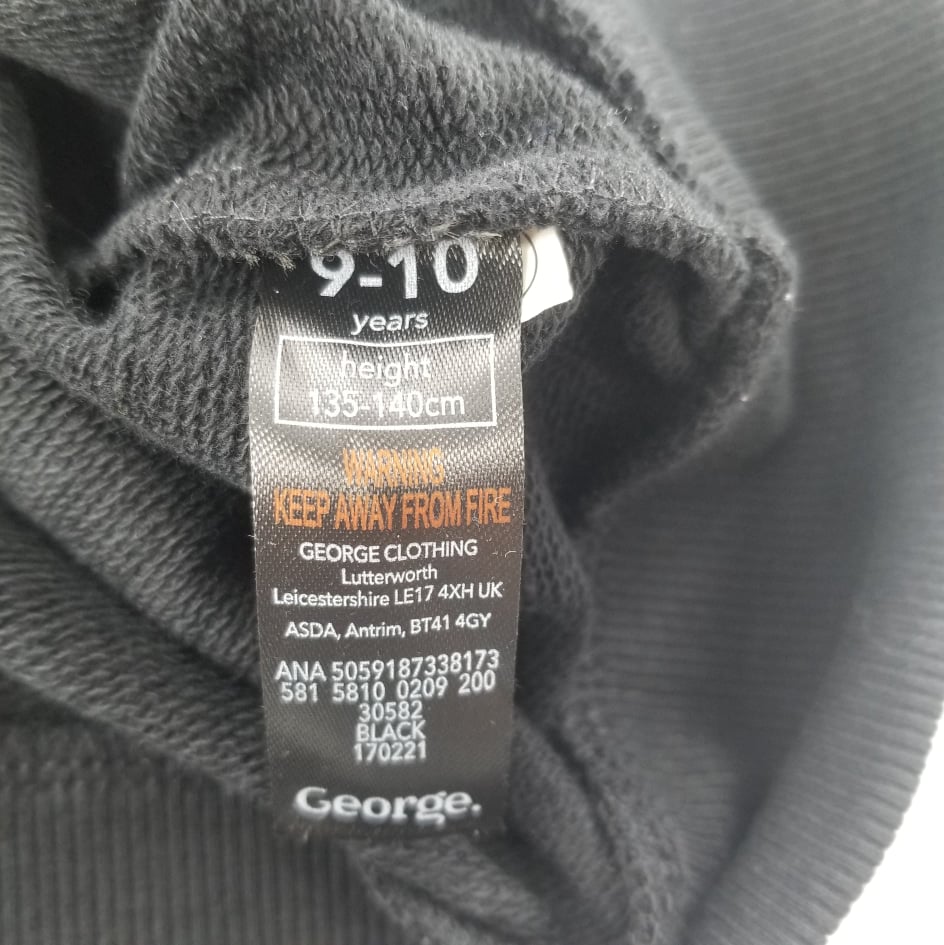 9-10
years
height
135-140cm
WARNING
KEEP AWAY FROM FIRE
GEORGE CLOTHING
Lutterworth
Leicestershire LE17 4XH UK
ASDA, Antrim, BT41 4GY
ANA 5059187338173
581 5810 0209 200
30582
BLACK
170221
George.